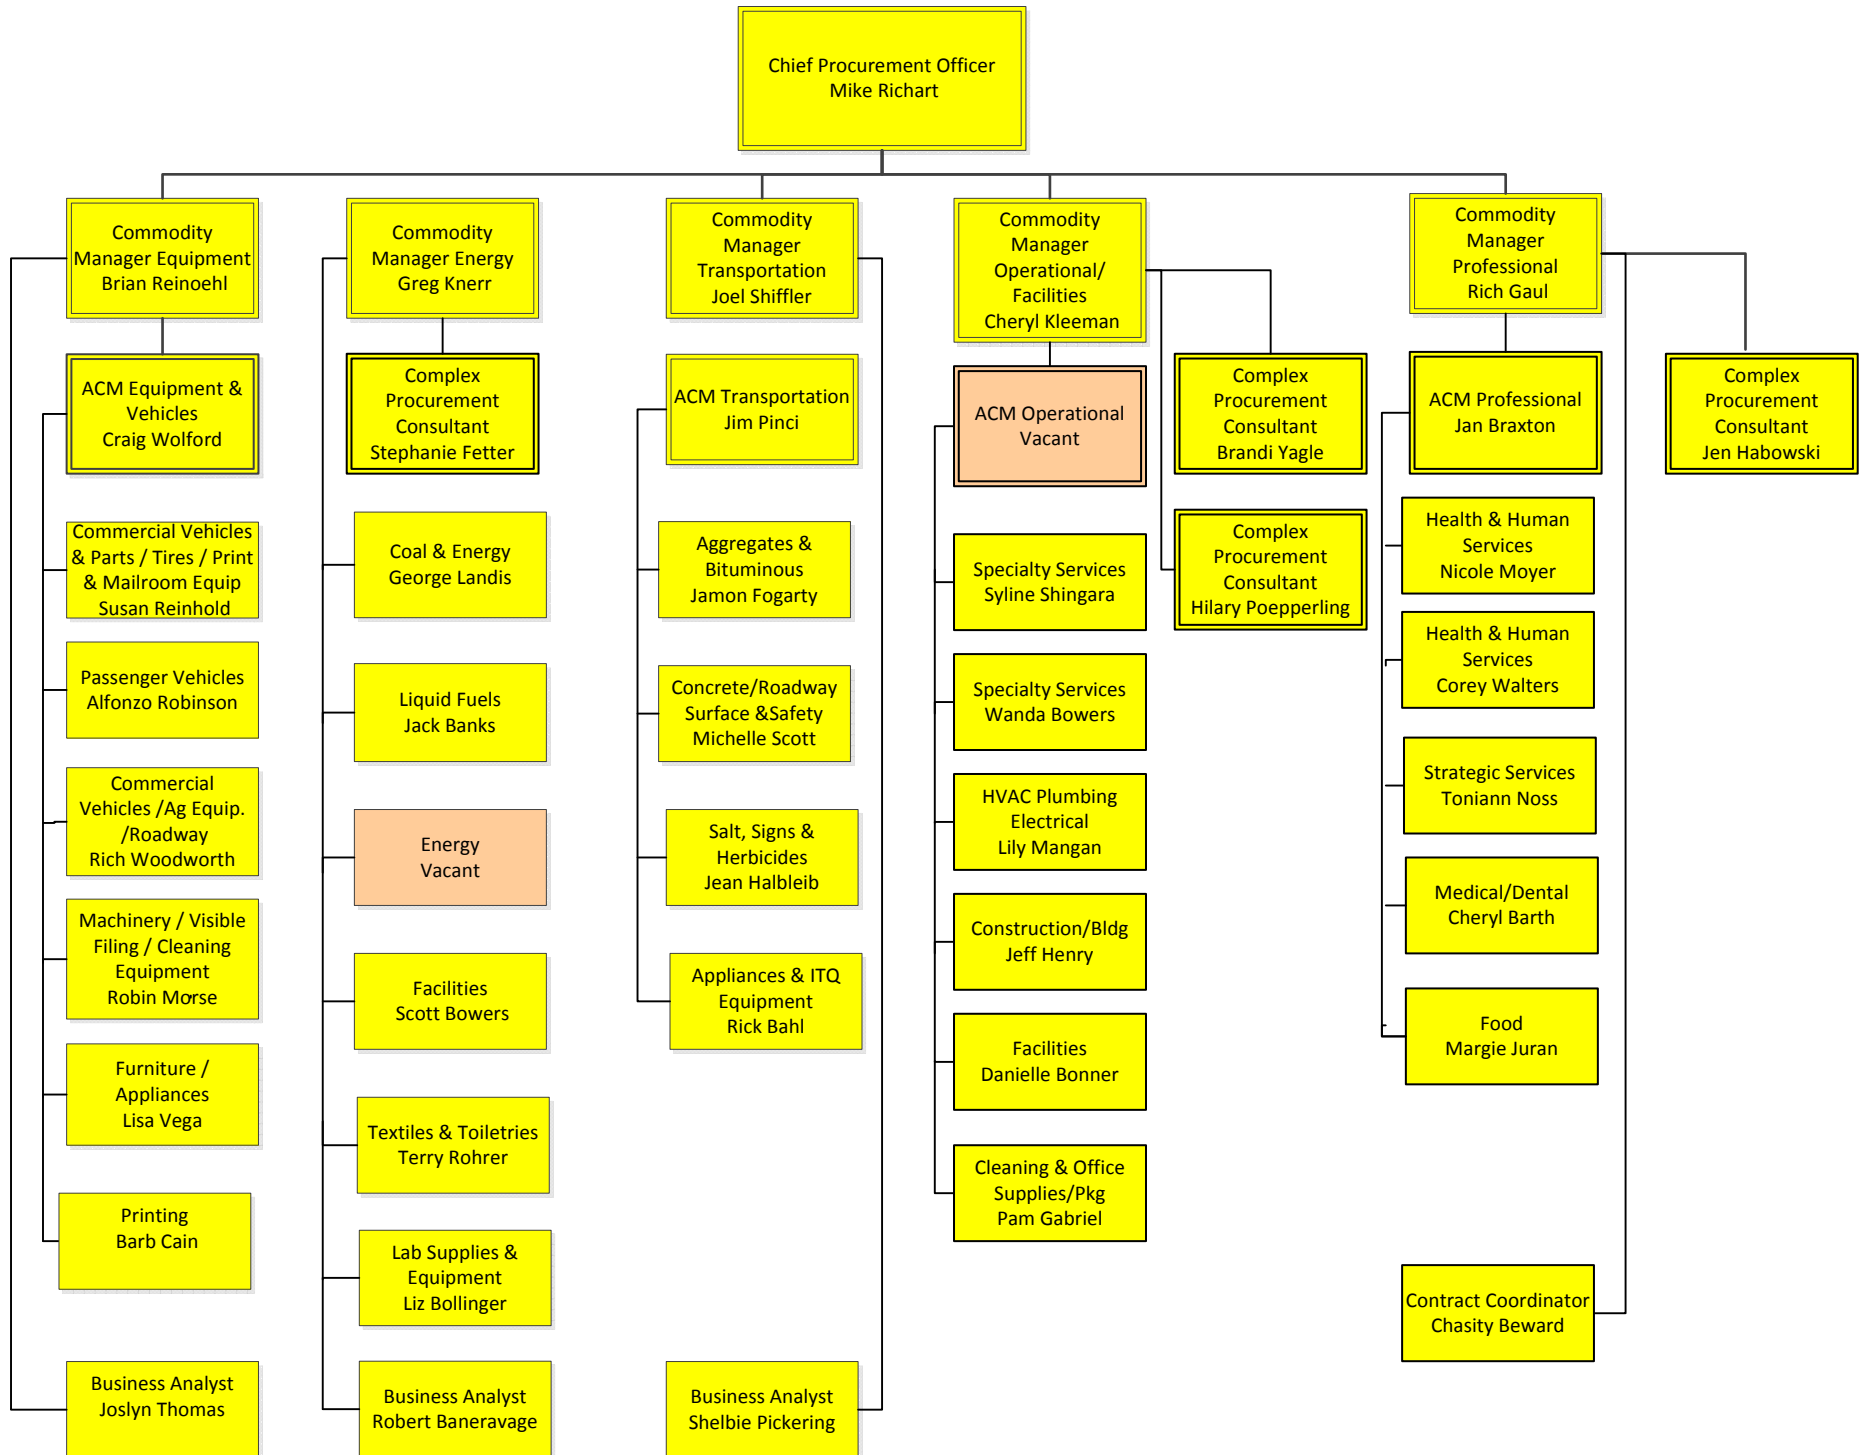 Chief Procurement Officer
Mike Richart
Commodity
Manager Equipment
Brian Reinoehl
Commodity
Manager Energy
Greg Knerr
Commodity
Manager
Transportation
Joel Shiffler
Commodity
Manager
Operational/
Facilities
Cheryl Kleeman
Commodity
Manager
Professional
Rich Gaul
ACM Equipment &
Vehicles
Craig Wolford
Complex
Procurement
Consultant
Stephanie Fetter
ACM Transportation
Jim Pinci
ACM Operational
Vacant
Complex
Procurement
Consultant
Brandi Yagle
ACM Professional
Jan Braxton
Complex
Procurement
Consultant
Jen Habowski
Commercial Vehicles
& Parts / Tires / Print
& Mailroom Equip
Susan Reinhold
Coal & Energy
George Landis
Aggregates &
Bituminous
Jamon Fogarty
Specialty Services
Syline Shingara
Complex
Procurement
Consultant
Hilary Poepperling
Health & Human
Services
Nicole Moyer
Passenger Vehicles
Alfonzo Robinson
Liquid Fuels
Jack Banks
Concrete/Roadway
Surface &Safety
Michelle Scott
Specialty Services
Wanda Bowers
Health & Human
Services
Corey Walters
Commercial
Vehicles /Ag Equip.
/Roadway
Rich Woodworth
Energy
Vacant
Salt, Signs &
Herbicides
Jean Halbleib
HVAC Plumbing
Electrical
Lily Mangan
Strategic Services
Toniann Noss
Machinery / Visible
Filing / Cleaning
Equipment
Robin Morse
Facilities
Scott Bowers
Appliances & ITQ
Equipment
Rick Bahl
Construction/Bldg
Jeff Henry
Medical/Dental
Cheryl Barth
Furniture /
Appliances
Lisa Vega
Textiles & Toiletries
Terry Rohrer
Facilities
Danielle Bonner
Food
Margie Juran
Printing
Barb Cain
Lab Supplies &
Equipment
Liz Bollinger
Cleaning & Office
Supplies/Pkg
Pam Gabriel
Contract Coordinator
Chasity Beward
Business Analyst
Joslyn Thomas
Business Analyst
Robert Baneravage
Business Analyst
Shelbie Pickering